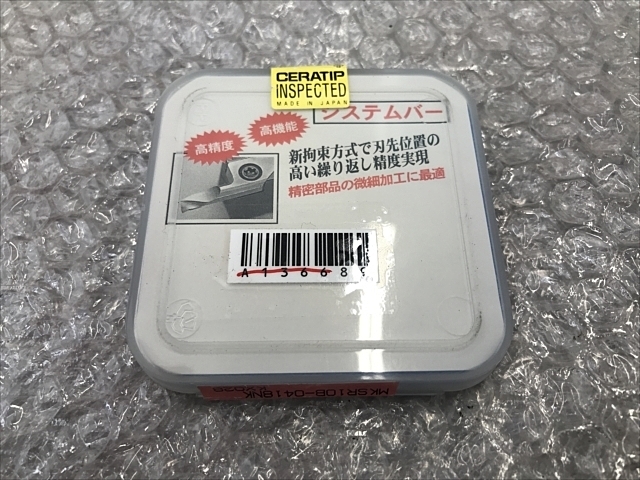 CERATIP
INSPECTED
MADE IN JAPAN
システムバー
高精度
高機能
新拘束方式で刃先位置の
高い繰り返し精度実現
精密部品の微細加工に最適
A136689